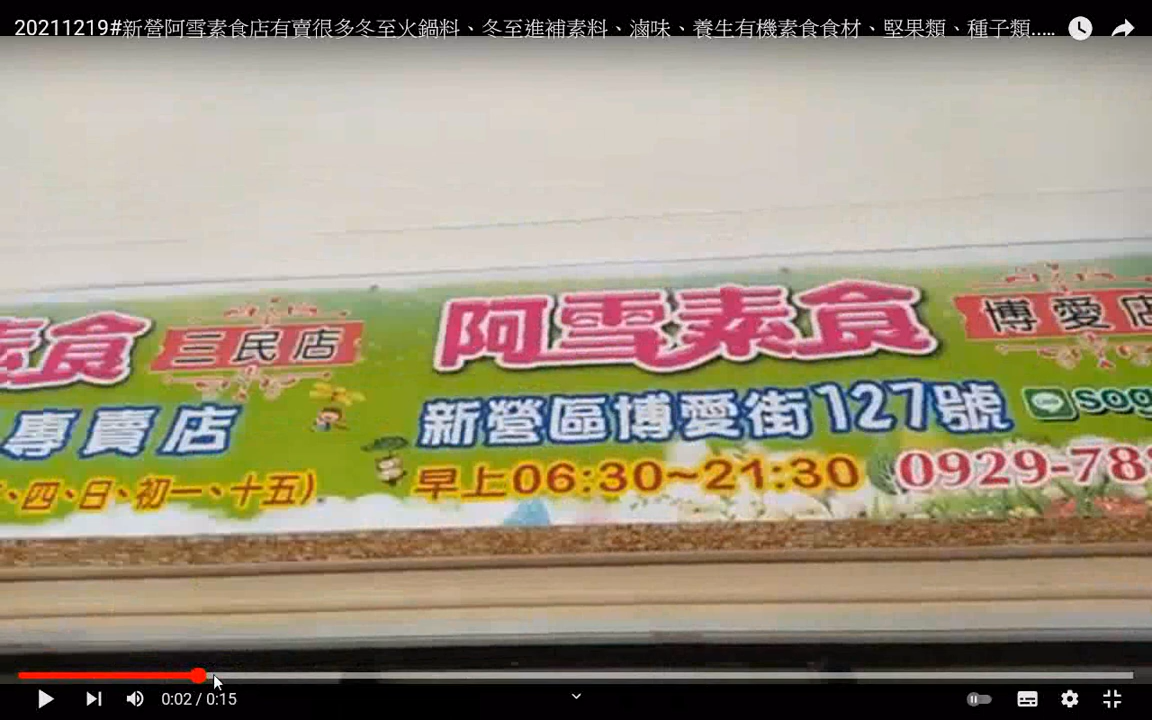 20211219#新營阿雪素食店有賣很多冬至火鍋料、冬至進補素料、滷味、養生有機素食食材、堅果類、種子類...
素食 三民店
專賣店
、四、日、初一、十五)
阿雪素食 博愛店
新營區博愛街127號
早上06:30~21:30 0929-78
0:02 / 0:15